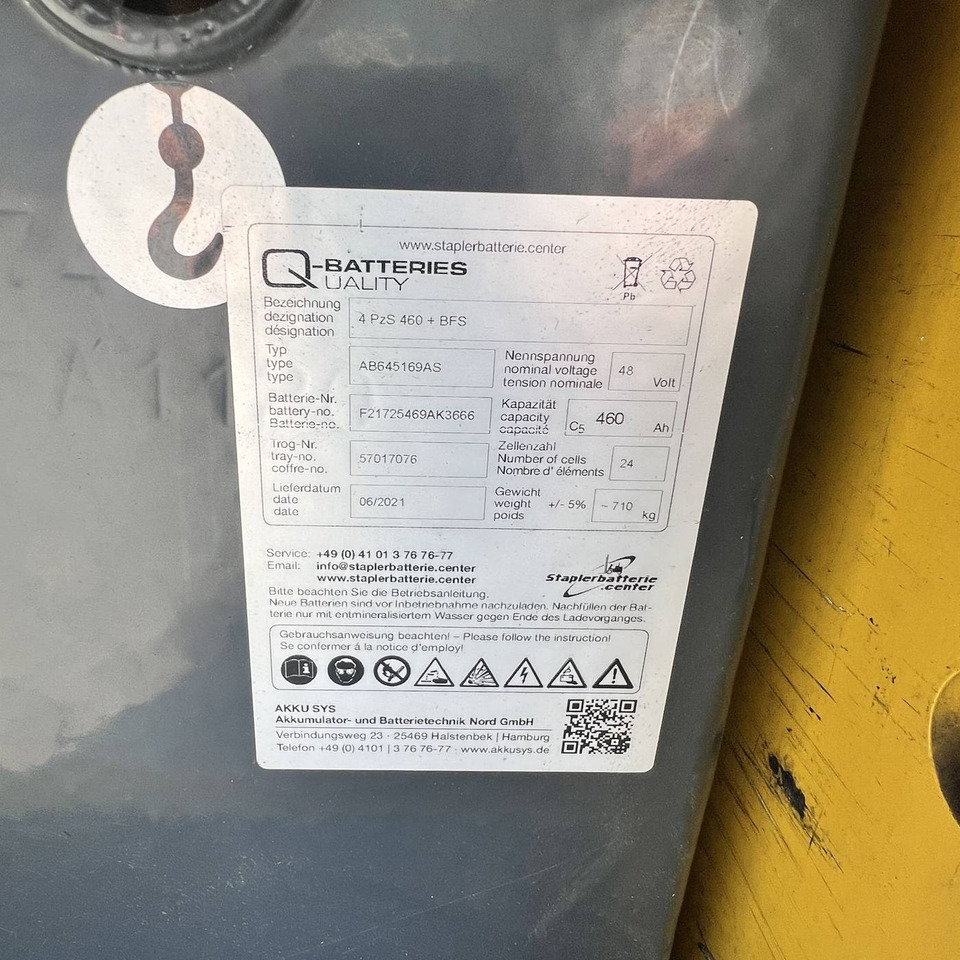 www.staplerbatterie.center
Q-BATTERIES
UALITY
Pb
Bezeichnung
dezignation
désignation
4 PzS 460 + BFS
Typ
type
type
AB645169AS
Nennspannung
nominal voltage
tension nominale
48 Volt
Batterie-Nr.
battery-no.
Batterie-no.
F21725469AK3666
Kapazität
capacity
capacité
C5 460 Ah
Trog-Nr.
tray-no.
coffre-no.
57017076
Zellenzahl
Number of cells
Nombre d' éléments
24
Lieferdatum
date
date
06/2021
Gewicht
weight
poids
+/- 5%
~ 710 kg
Service: +49 (0) 41 01 3 76 76-77
Email: info@staplerbatterie.center
www.staplerbatterie.center
Staplerbatterie
.center
Bitte beachten Sie die Betriebsanleitung.
Neue Batterien sind vor Inbetriebnahme nachzuladen. Nachfüllen der Bat-
terie nur mit entmineralisiertem Wasser gegen Ende des Ladevorganges.
Gebrauchsanweisung beachten! – Please follow the instruction!
Se confermer á la notice d'employ!
AKKU SYS
Akkumulator- und Batterietechnik Nord GmbH
Verbindungsweg 23 · 25469 Halstenbek | Hamburg
Telefon +49 (0) 4101 | 3 76 76-77 · www.akkusys.de